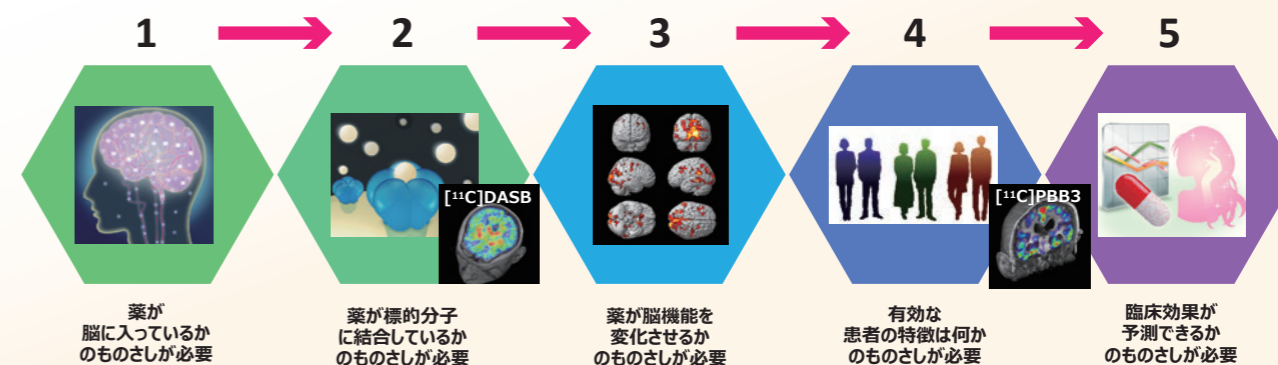 1
2
3
4
5
[¹¹C]DASB
[¹¹C]PBB3
薬が
脳に入っているか
のものさしが必要
薬が標的分子
に結合しているか
のものさしが必要
薬が脳機能を
変化させるか
のものさしが必要
有効な
患者の特徴は何か
のものさしが必要
臨床効果が
予測できるか
のものさしが必要